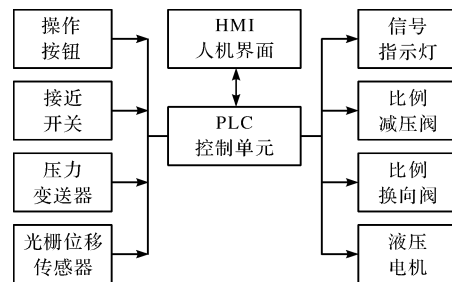 操作
按钮
接近
开关
压力
变送器
光栅位移
传感器
HMI
人机界面
PLC
控制单元
信号
指示灯
比例
减压阀
比例
换向阀
液压
电机